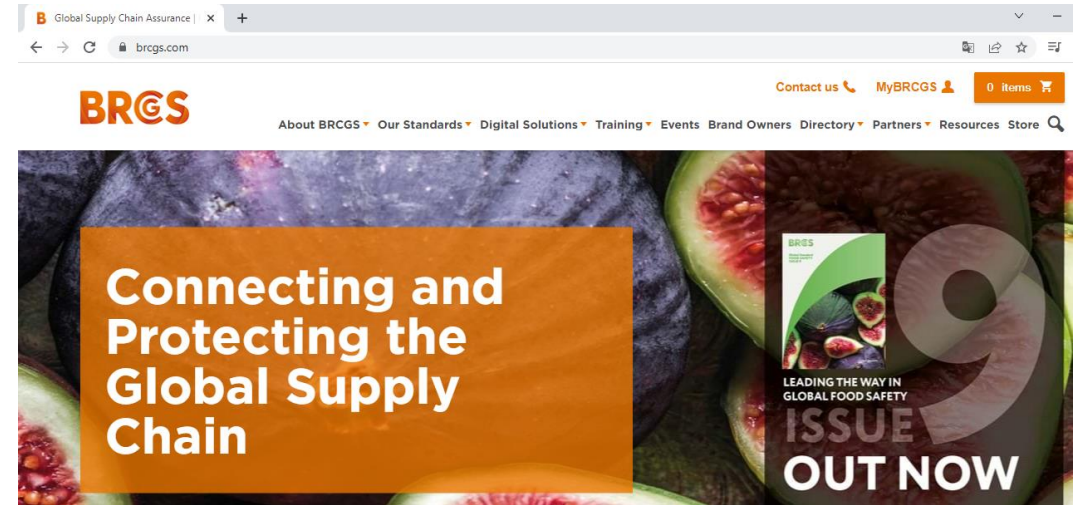 Global Supply Chain Assurance |
brcgs.com
Contact us
MyBRCGS
0 items
BRCGS
About BRCGS Our Standards Digital Solutions Training Events Brand Owners Directory Partners Resources Store
Connecting and
Protecting the
Global Supply
Chain
BRCGS
9
LEADING THE WAY IN
GLOBAL FOOD SAFETY
ISSUE
OUT NOW